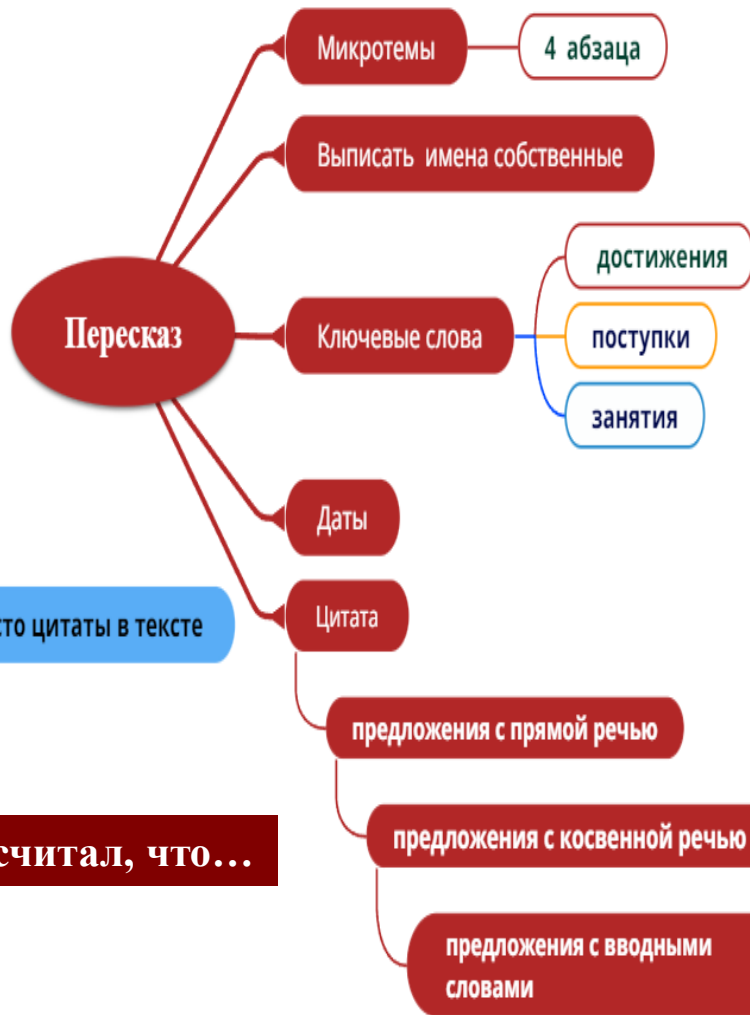 Микротемы
4 абзаца
Выписать имена собственные
достижения
Пересказ
Ключевые слова
поступки
занятия
Даты
Цитата
цитаты в тексте
предложения с прямой речью
считал, что…
предложения с косвенной речью
предложения с вводными
словами